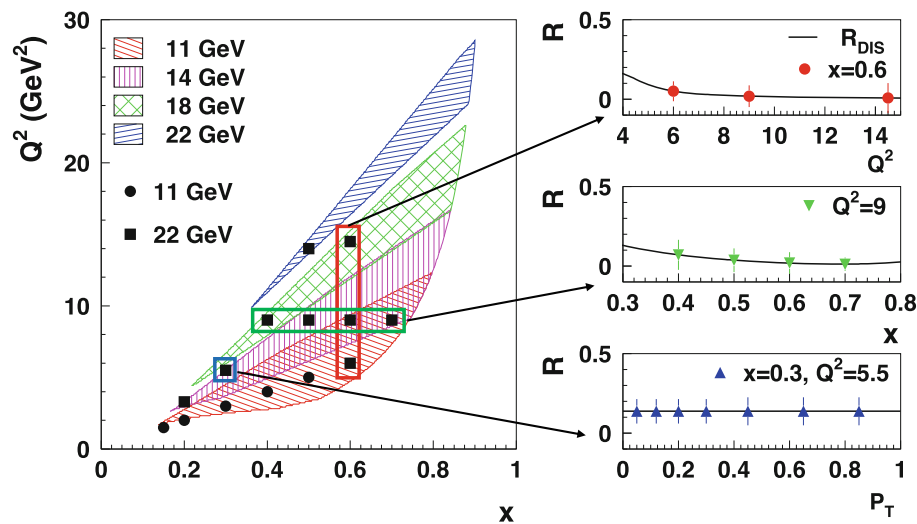 Q² (GeV²)
30
20
10
0
11 GeV
14 GeV
18 GeV
22 GeV
11 GeV
22 GeV
0 0.2 0.4 0.6 0.8 1
x
R
0.5
0
R_DIS
x=0.6
4 6 8 10 12 14
Q²
R
0.5
0
Q²=9
0.3 0.4 0.5 0.6 0.7 0.8
x
R
0.5
0
x=0.3, Q²=5.5
0 0.2 0.4 0.6 0.8 1
P_T